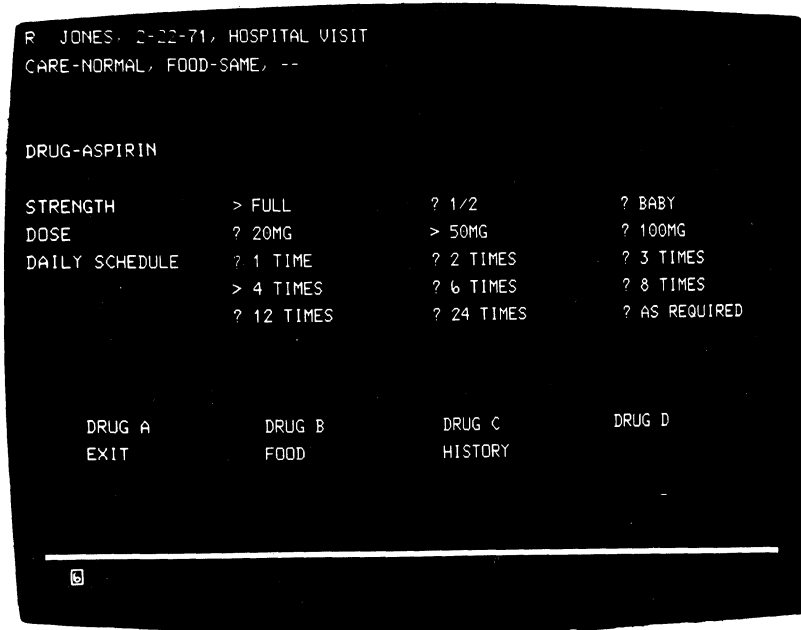 R JONES, 2-22-71, HOSPITAL VISIT
CARE-NORMAL, FOOD-SAME, --
DRUG-ASPIRIN
STRENGTH > FULL ? 1/2 ? BABY
DOSE ? 20MG > 50MG ? 100MG
DAILY SCHEDULE ? 1 TIME ? 2 TIMES ? 3 TIMES
> 4 TIMES ? 6 TIMES ? 8 TIMES
? 12 TIMES ? 24 TIMES ? AS REQUIRED
DRUG A DRUG B DRUG C DRUG D
EXIT FOOD HISTORY
6